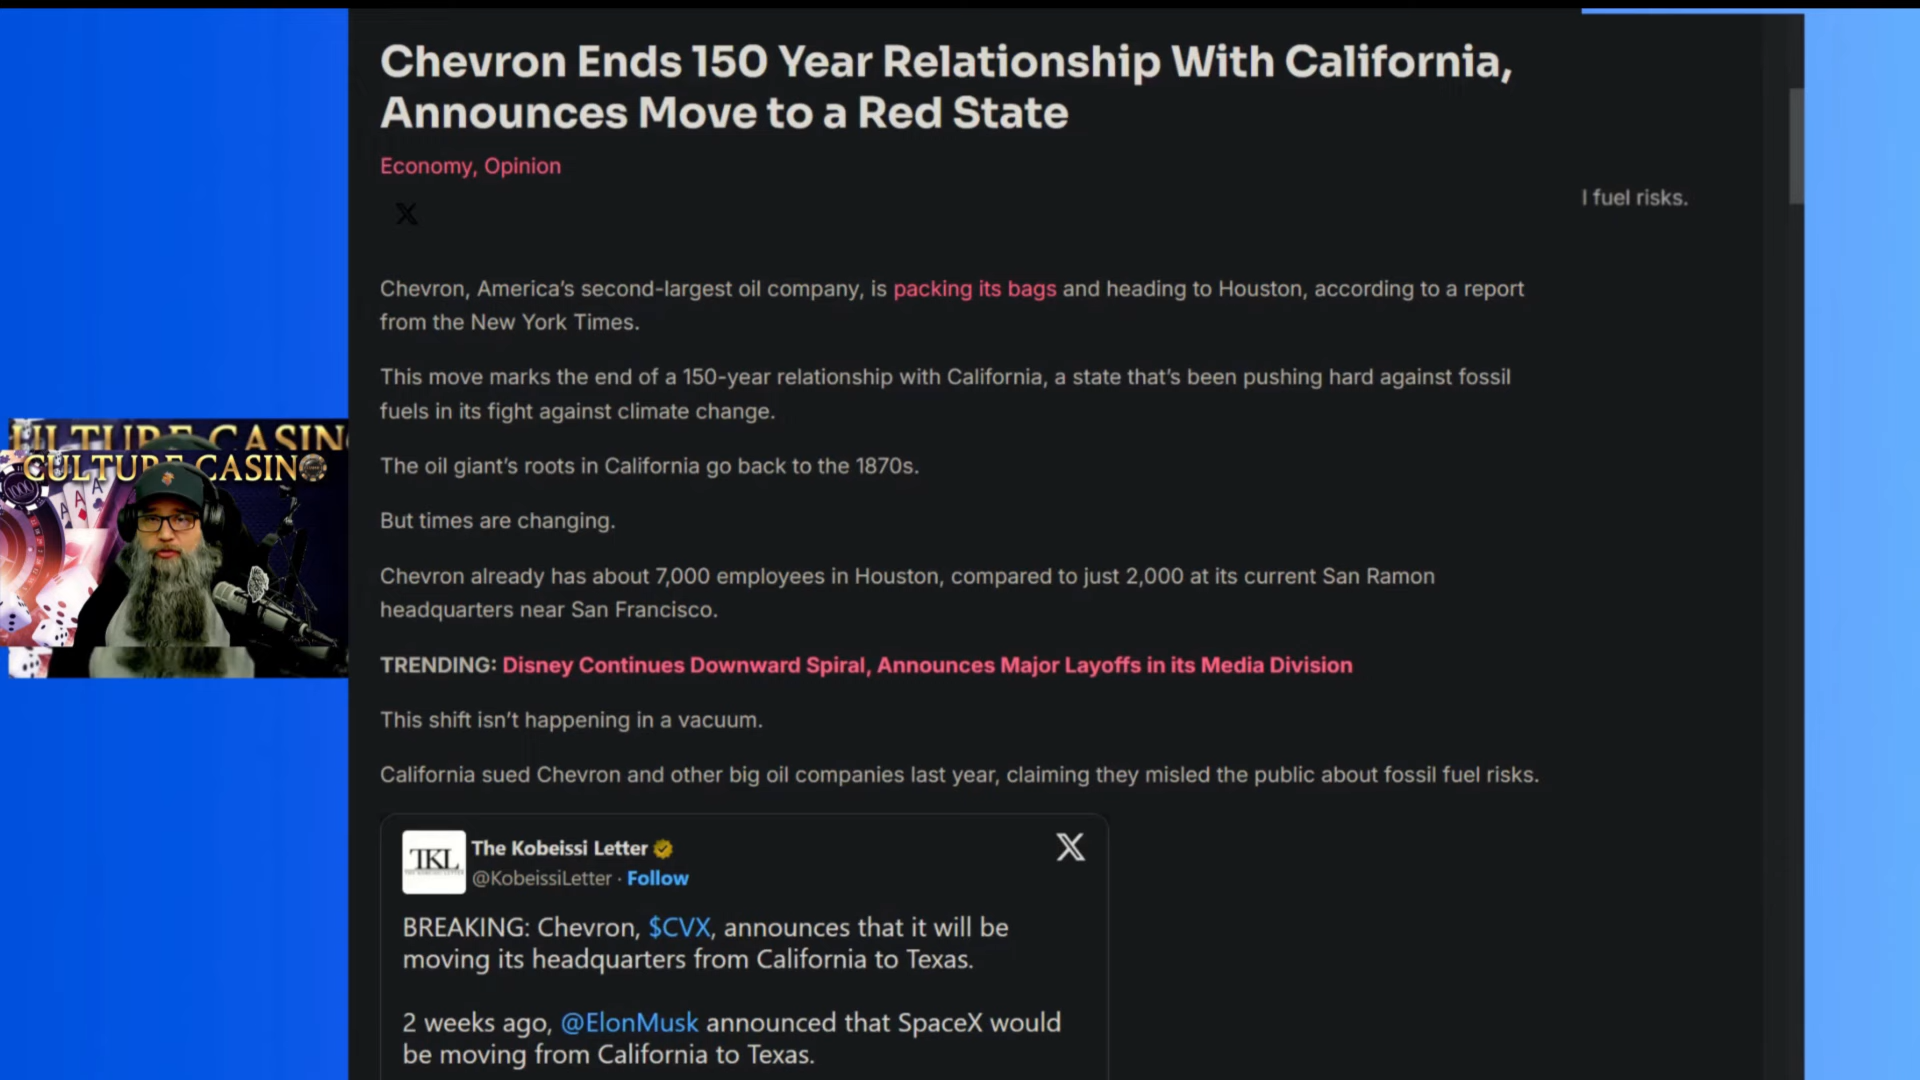 Chevron Ends 150 Year Relationship With California,
Announces Move to a Red State
Economy, Opinion
l fuel risks.
Chevron, America's second-largest oil company, is packing its bags and heading to Houston, according to a report
from the New York Times.
This move marks the end of a 150-year relationship with California, a state that's been pushing hard against fossil
fuels in its fight against climate change.
The oil giant's roots in California go back to the 1870s.
But times are changing.
Chevron already has about 7,000 employees in Houston, compared to just 2,000 at its current San Ramon
headquarters near San Francisco.
TRENDING: Disney Continues Downward Spiral, Announces Major Layoffs in its Media Division
This shift isn't happening in a vacuum.
California sued Chevron and other big oil companies last year, claiming they misled the public about fossil fuel risks.
CULTURE CASINO
TKL
The Kobeissi Letter
@KobeissiLetter · Follow
BREAKING: Chevron, $CVX, announces that it will be
moving its headquarters from California to Texas.
2 weeks ago, @ElonMusk announced that SpaceX would
be moving from California to Texas.